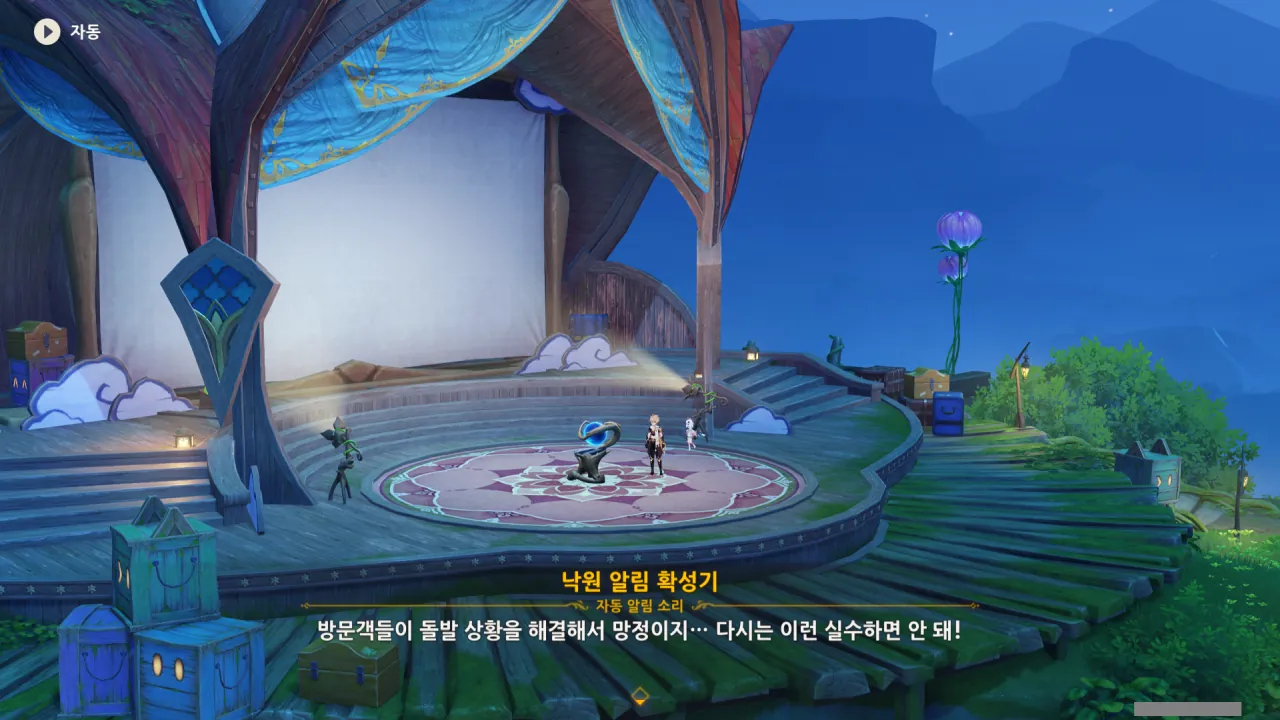 자동
낙원 알림 확성기
자동 알림 소리
방문객들이 돌발 상황을 해결해서 망정이지… 다시는 이런 실수하면 안 돼!